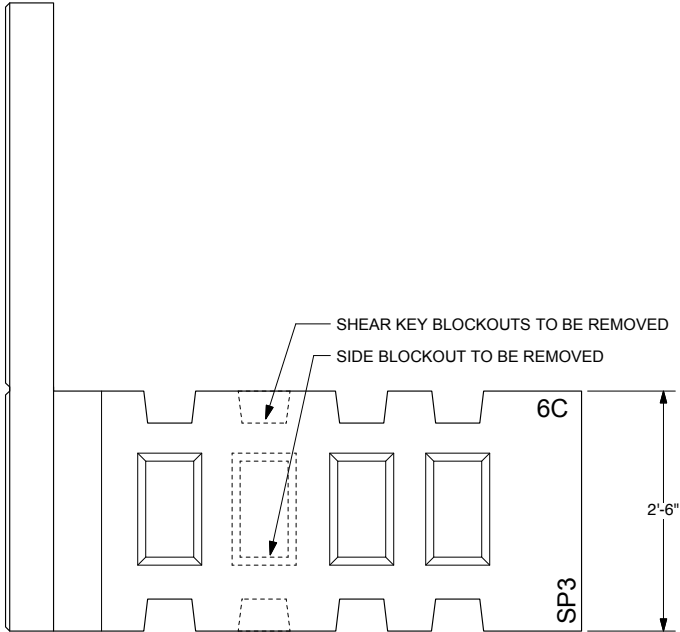 SHEAR KEY BLOCKOUTS TO BE REMOVED
SIDE BLOCKOUT TO BE REMOVED
6C
2'-6"
SP3